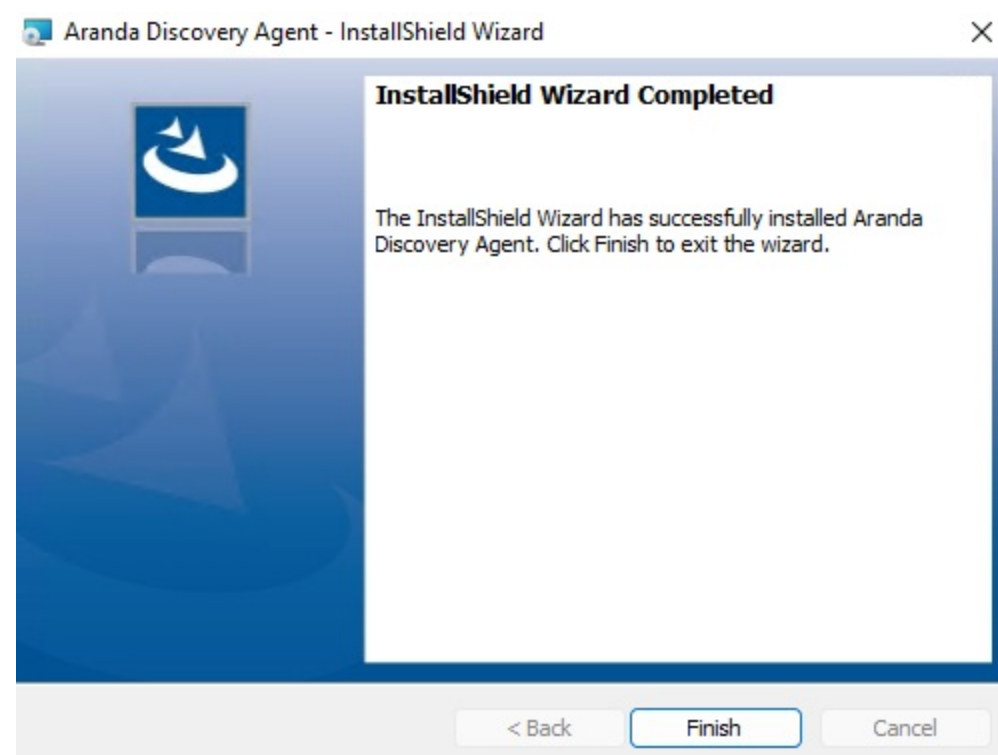 Aranda Discovery Agent - InstallShield Wizard
InstallShield Wizard Completed
The InstallShield Wizard has successfully installed Aranda
Discovery Agent. Click Finish to exit the wizard.
< Back
Finish
Cancel